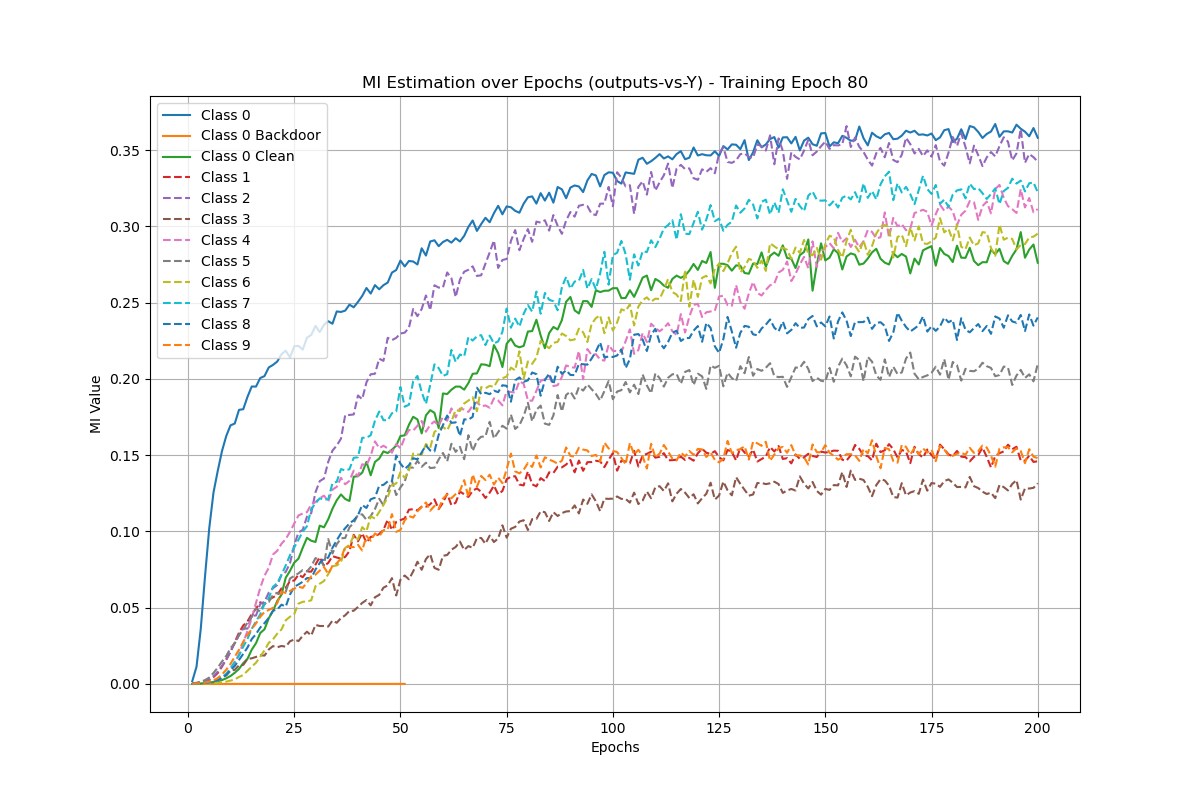 MI Estimation over Epochs (outputs-vs-Y) - Training Epoch 80
Class 0
Class 0 Backdoor
Class 0 Clean
Class 1
Class 2
Class 3
Class 4
Class 5
Class 6
Class 7
Class 8
Class 9
MI Value
0.35
0.30
0.25
0.20
0.15
0.10
0.05
0.00
0 25 50 75 100 125 150 175 200
Epochs